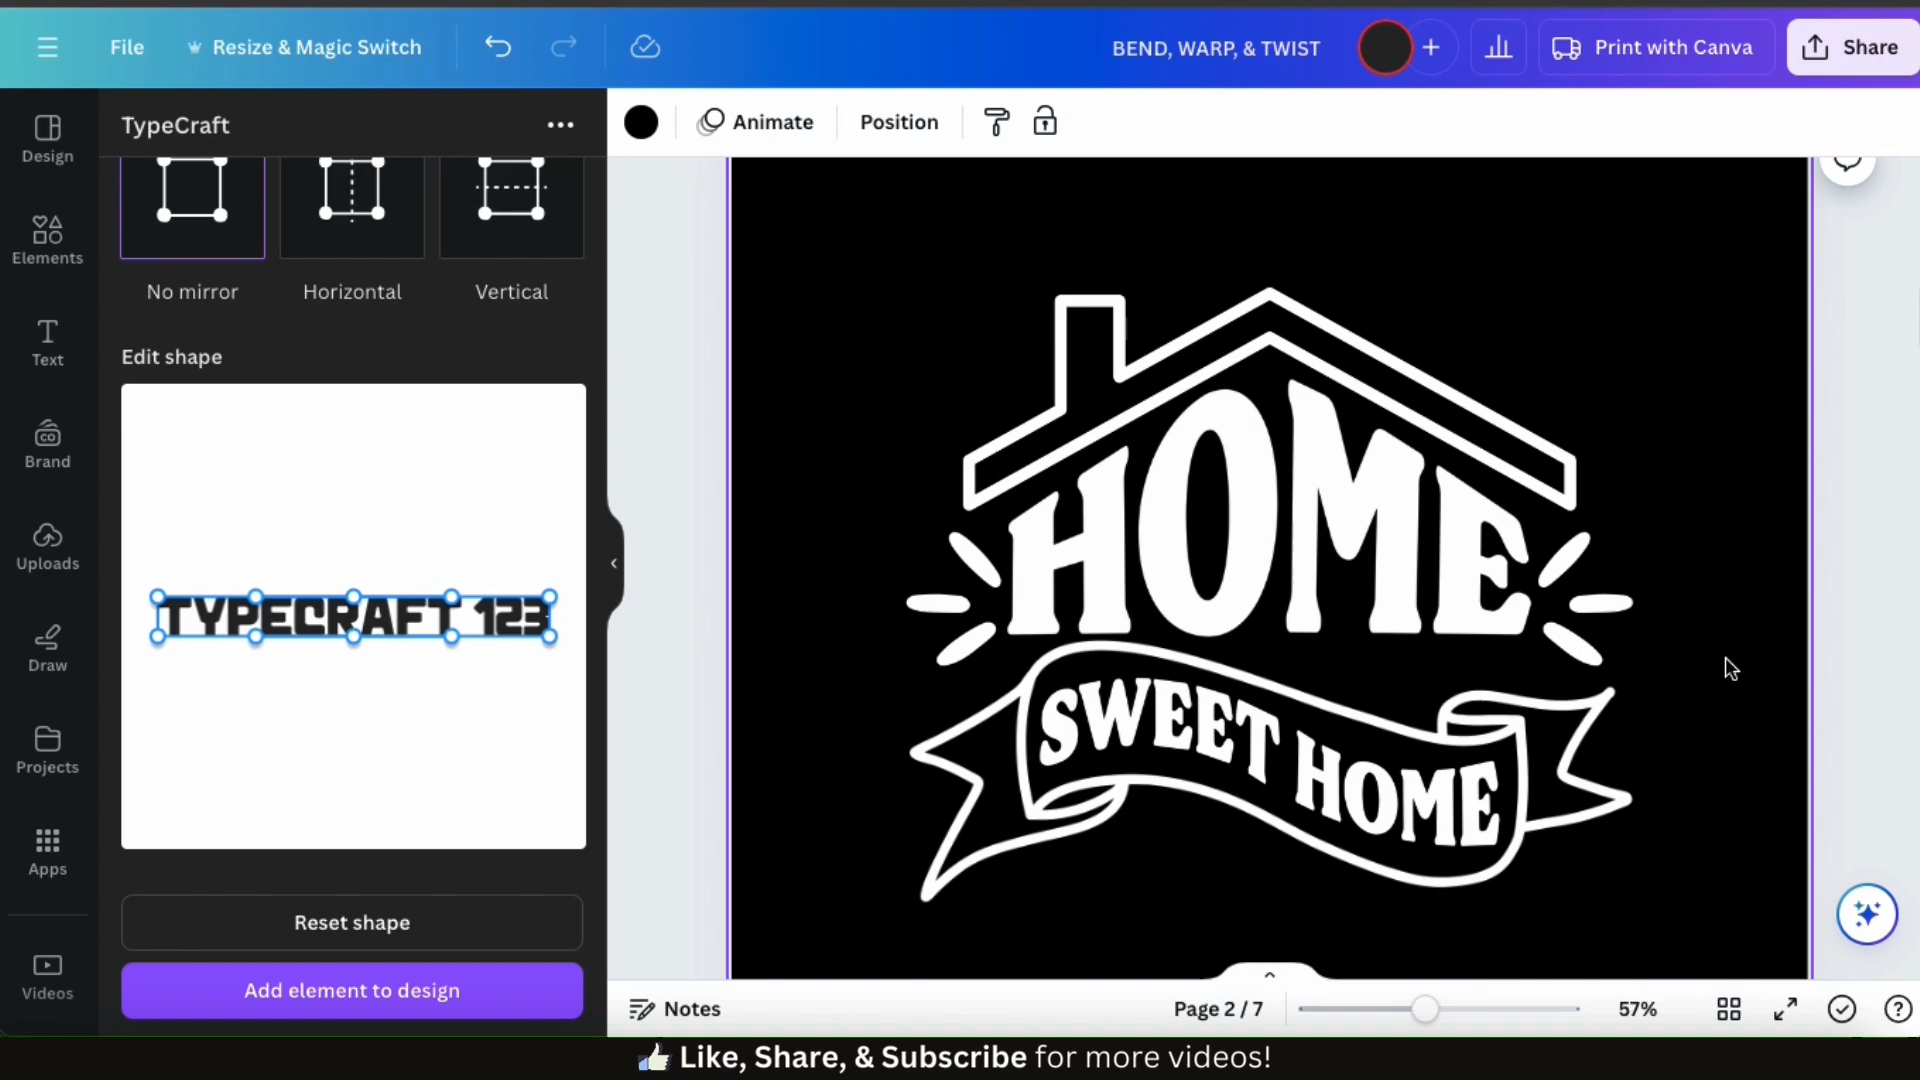 File
Resize & Magic Switch
BEND, WARP, & TWIST
Print with Canva
Share
Design
Elements
Text
CO
Brand
Uploads
Draw
Projects
Apps
Videos
TypeCraft
No mirror
Horizontal
Vertical
Edit shape
TYPECRAFT 123
Reset shape
Add element to design
Animate
Position
HOME
SWEET HOME
Notes
Page 2 / 7
57%
Like, Share, & Subscribe for more videos!